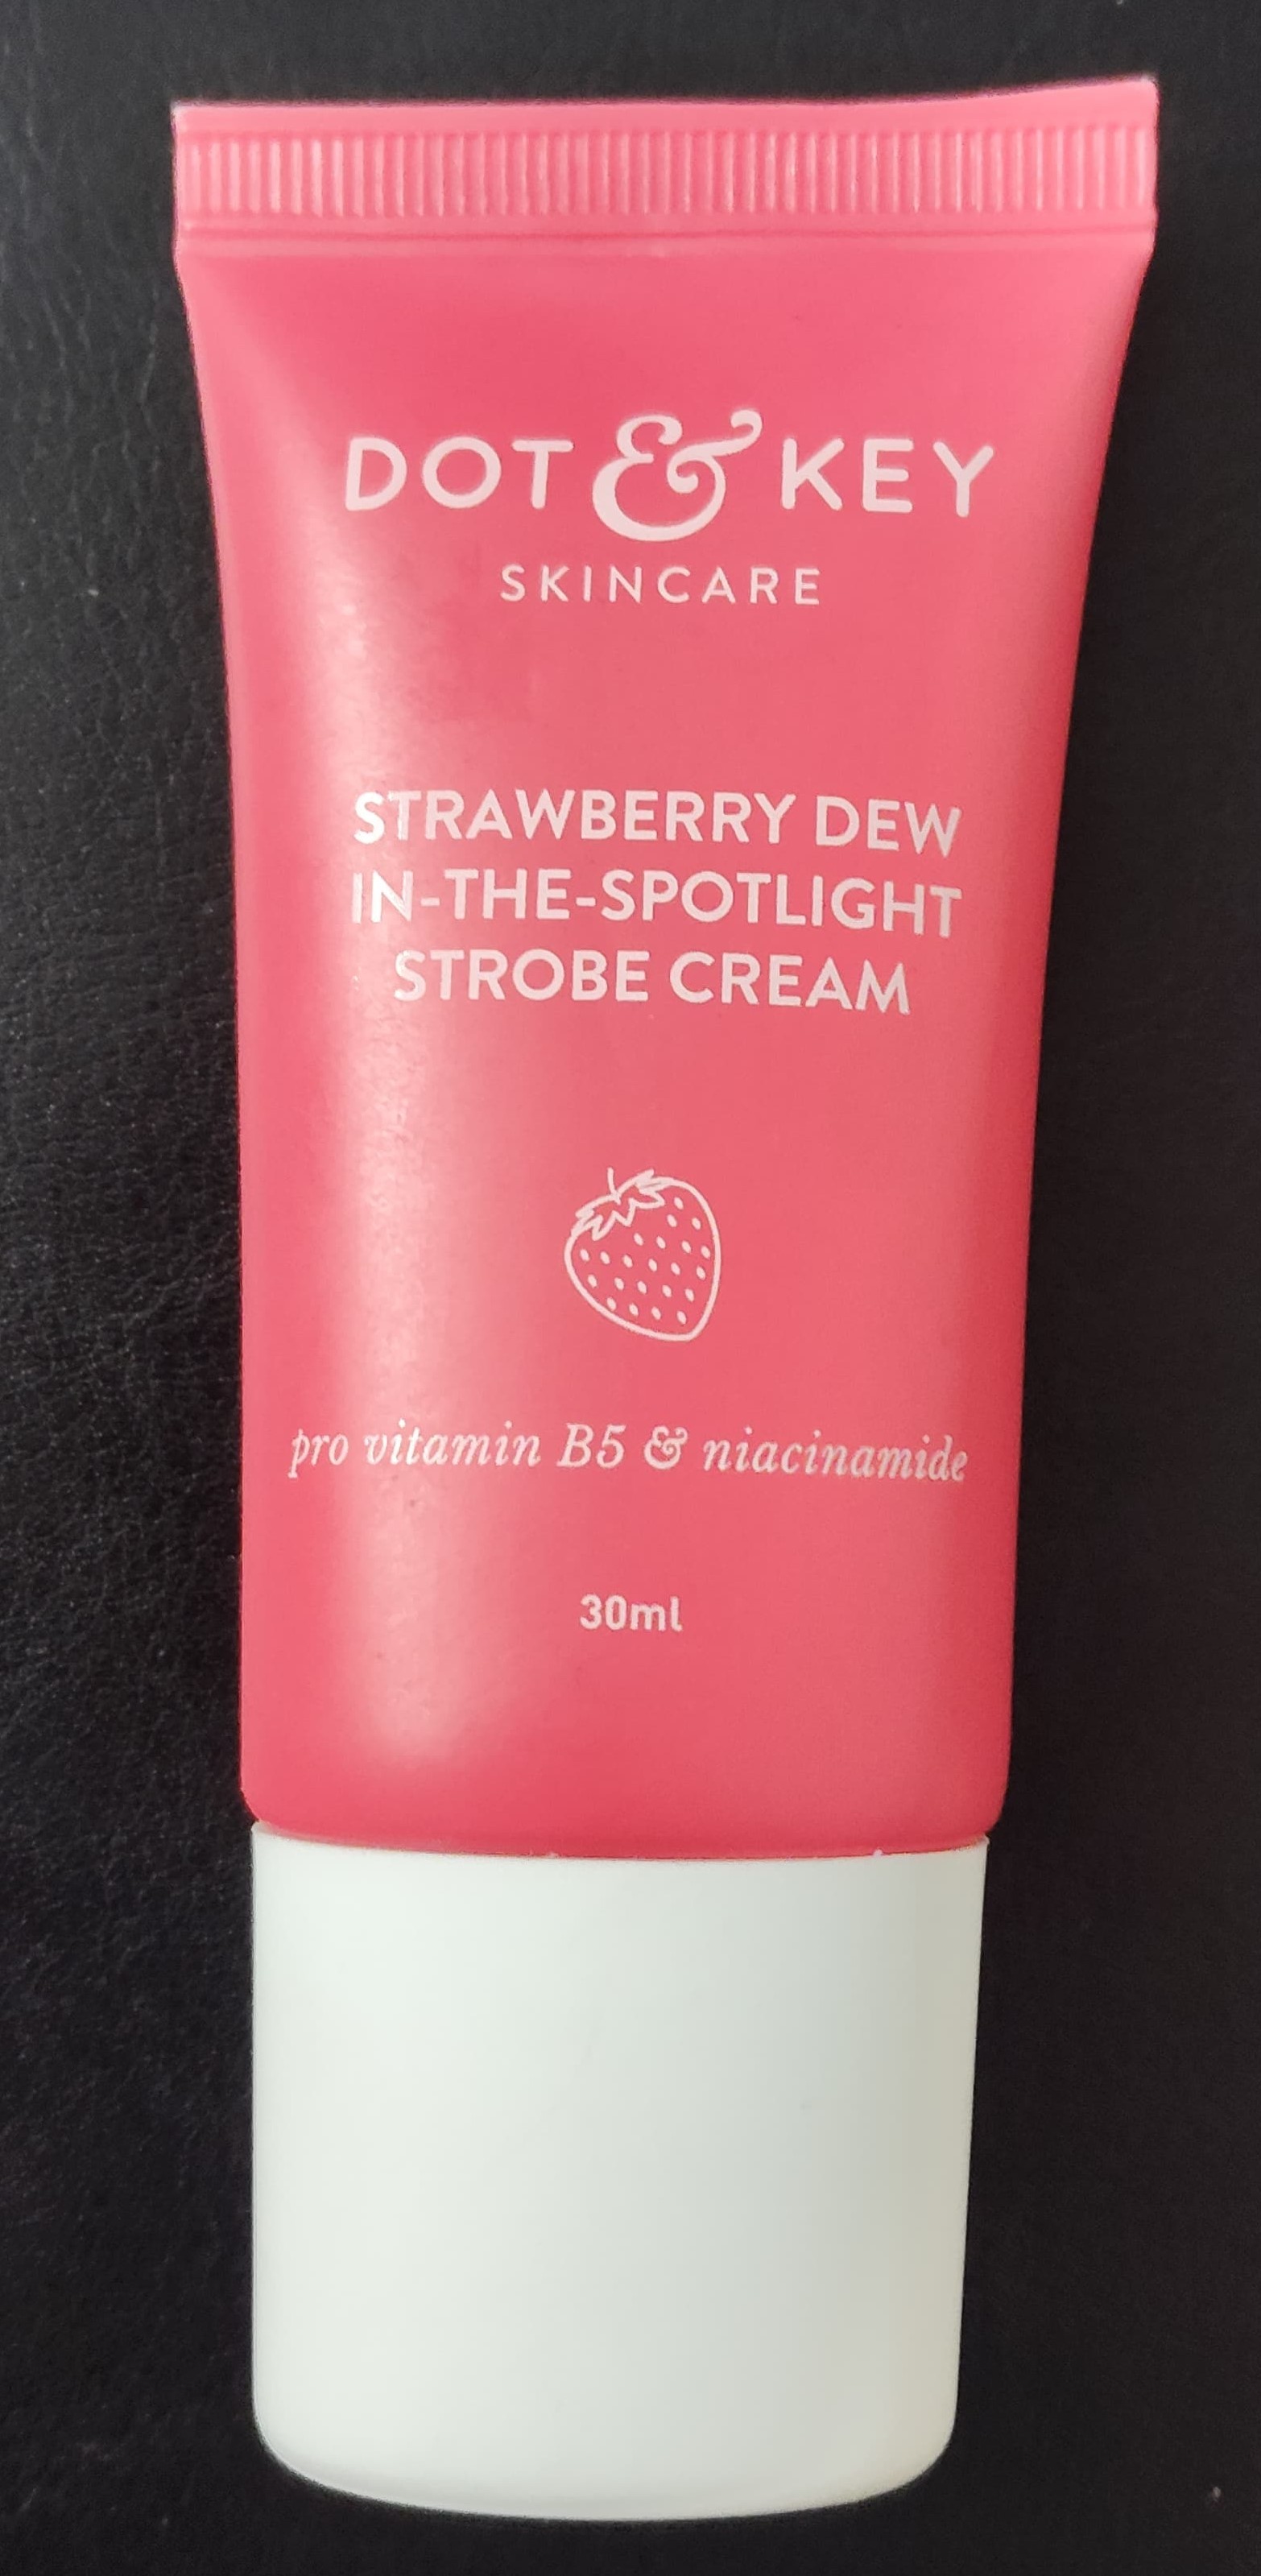 DOT & KEY
SKINCARE
STRAWBERRY DEW
IN-THE-SPOTLIGHT
STROBE CREAM
pro vitamin B5 & niacinamide
30ml